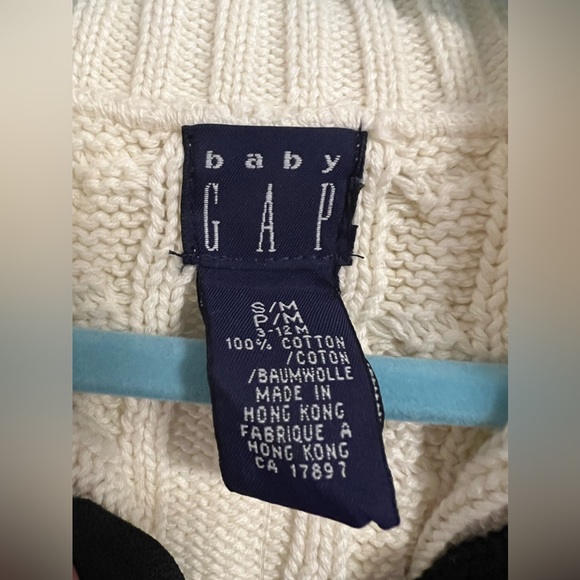 baby
GAP
S/M
P/M
3-12 M
100% COTTON
/COTON
/BAUMWOLLE
MADE IN
HONG KONG
FABRIQUE A
HONG KONG
CA 17897